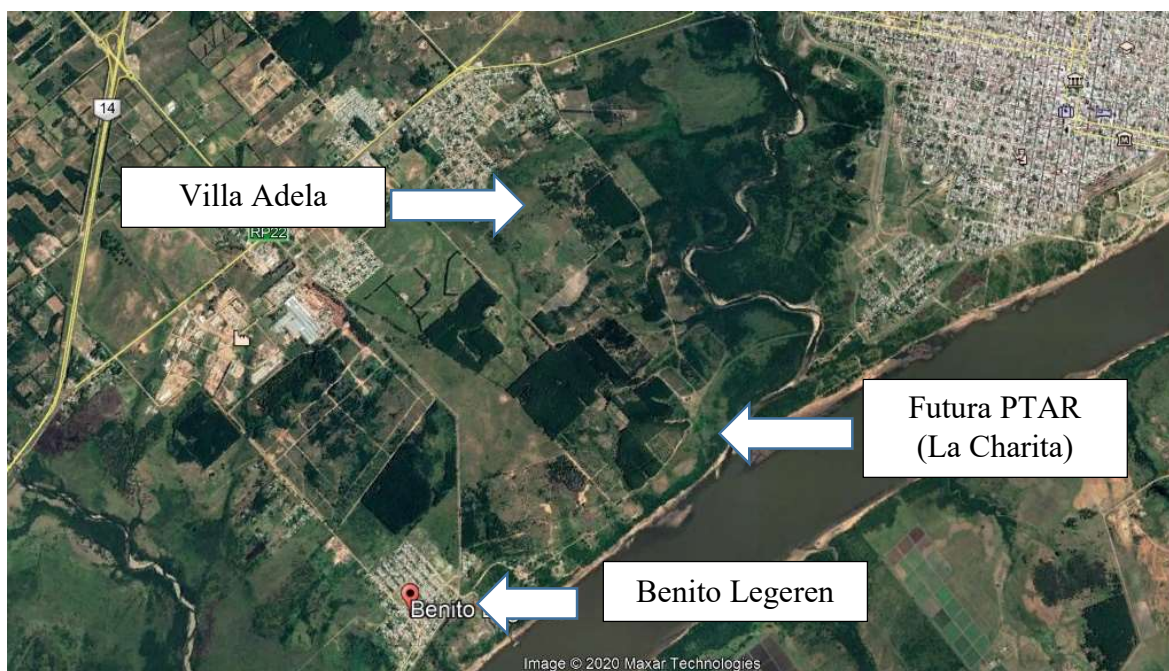 14
Villa Adela
RP22
Futura PTAR
(La Charita)
Benito Legeren
Benito
Image © 2020 Maxar Technologies